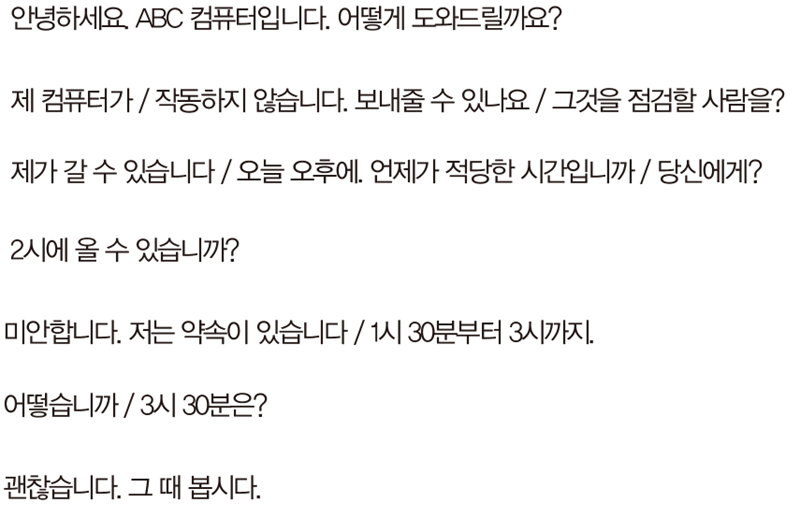 안녕하세요. ABC 컴퓨터입니다. 어떻게 도와드릴까요?
제 컴퓨터가 / 작동하지 않습니다. 보내줄 수 있나요 / 그것을 점검할 사람을?
제가 갈 수 있습니다 / 오늘 오후에. 언제가 적당한 시간입니까 / 당신에게?
2시에 올 수 있습니까?
미안합니다. 저는 약속이 있습니다 / 1시 30분부터 3시까지.
어떻습니까 / 3시 30분은?
괜찮습니다. 그 때 봅시다.